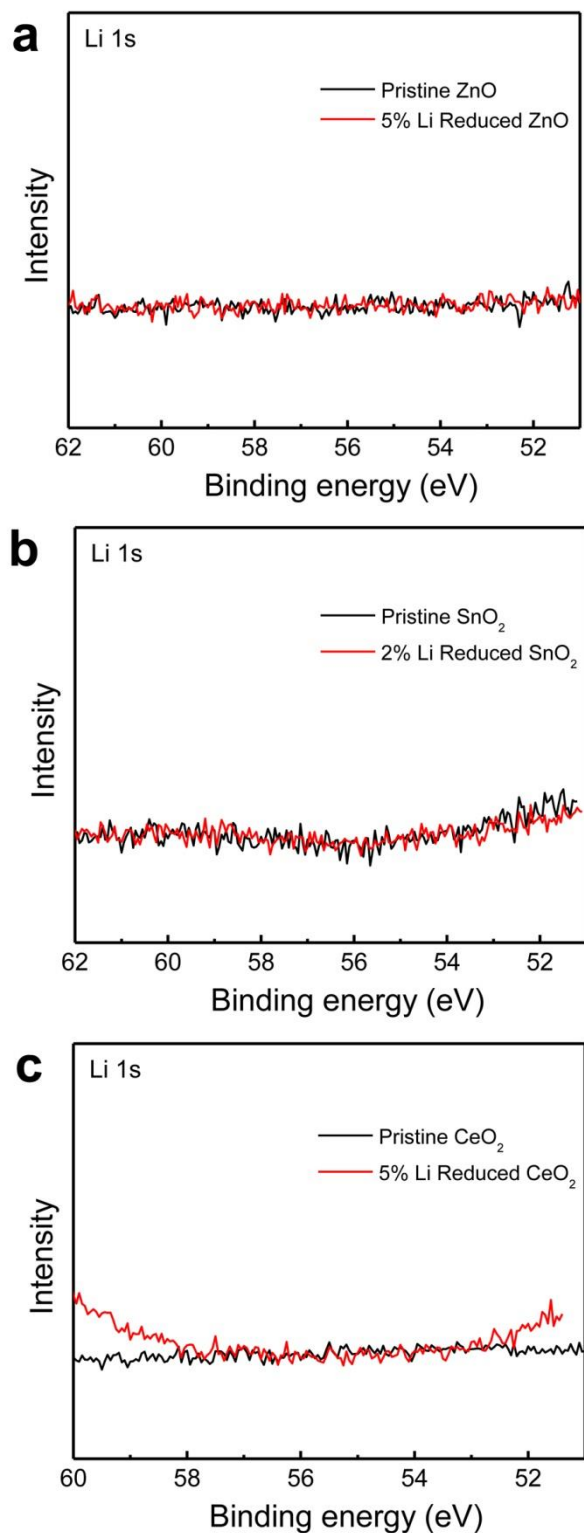 a
Li 1s
Pristine ZnO
5% Li Reduced ZnO
Intensity
62 60 58 56 54 52
Binding energy (eV)
b
Li 1s
Pristine SnO₂
2% Li Reduced SnO₂
Intensity
62 60 58 56 54 52
Binding energy (eV)
c
Li 1s
Pristine CeO₂
5% Li Reduced CeO₂
Intensity
60 58 56 54 52
Binding energy (eV)